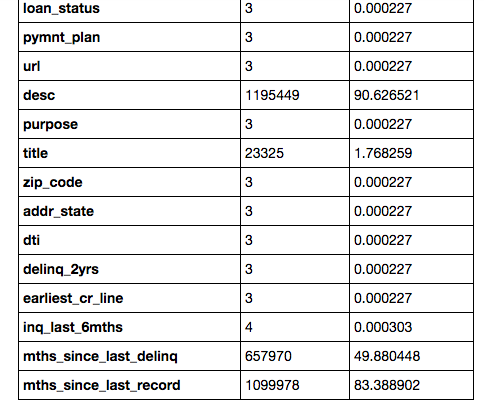 loan_status 3 0.000227
pymnt_plan 3 0.000227
url 3 0.000227
desc 1195449 90.626521
purpose 3 0.000227
title 23325 1.768259
zip_code 3 0.000227
addr_state 3 0.000227
dti 3 0.000227
delinq_2yrs 3 0.000227
earliest_cr_line 3 0.000227
inq_last_6mths 4 0.000303
mths_since_last_delinq 657970 49.880448
mths_since_last_record 1099978 83.388902